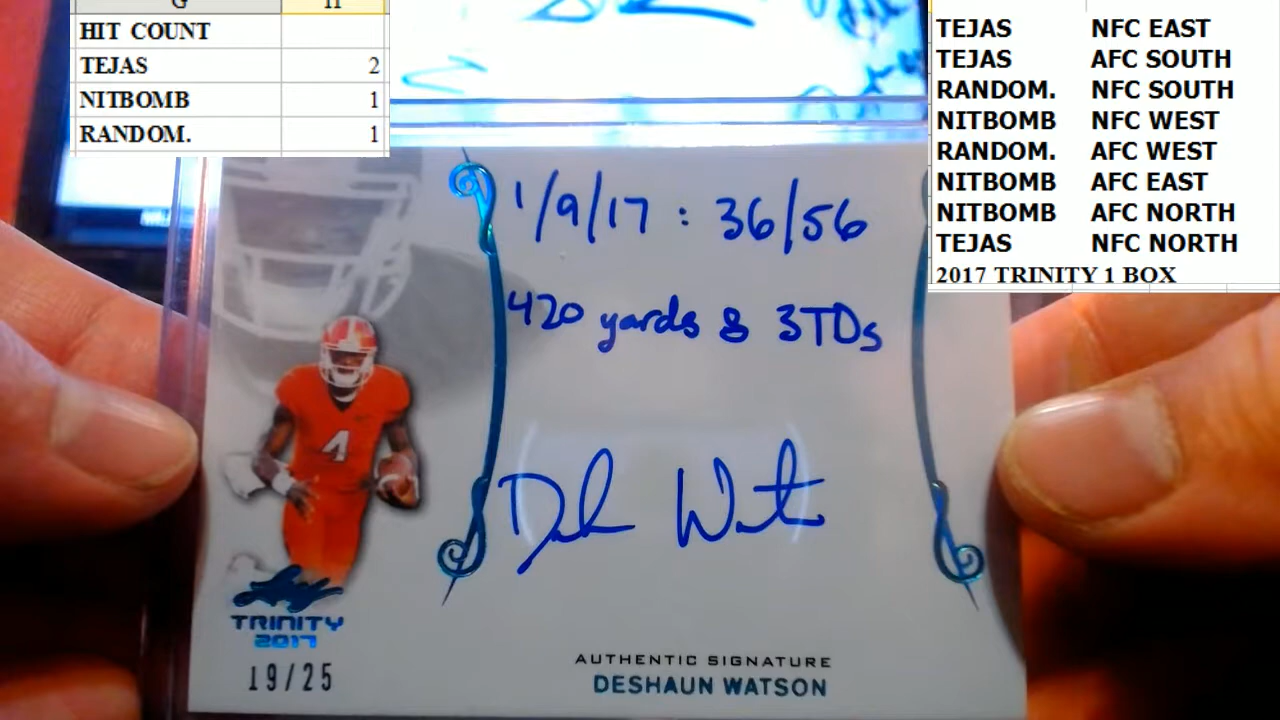 G H
HIT COUNT
TEJAS 2
NITBOMB 1
RANDOM. 1
TEJAS NFC EAST
TEJAS AFC SOUTH
RANDOM. NFC SOUTH
NITBOMB NFC WEST
RANDOM. AFC WEST
NITBOMB AFC EAST
NITBOMB AFC NORTH
TEJAS NFC NORTH
2017 TRINITY 1 BOX
1/9/17 : 36/56
420 yards & 3TDs
4
Leaf
TRINITY
2017
19/25
AUTHENTIC SIGNATURE
DESHAUN WATSON